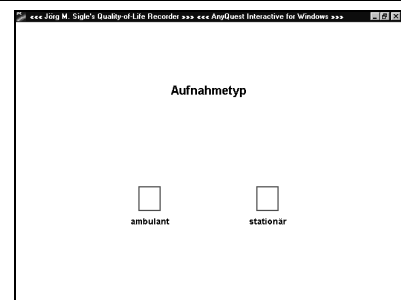 ««« Jörg M. Sigle's Quality-of-Life Recorder »»» ««« AnyQuest Interactive for Windows »»»
Aufnahmetyp
ambulant
stationär